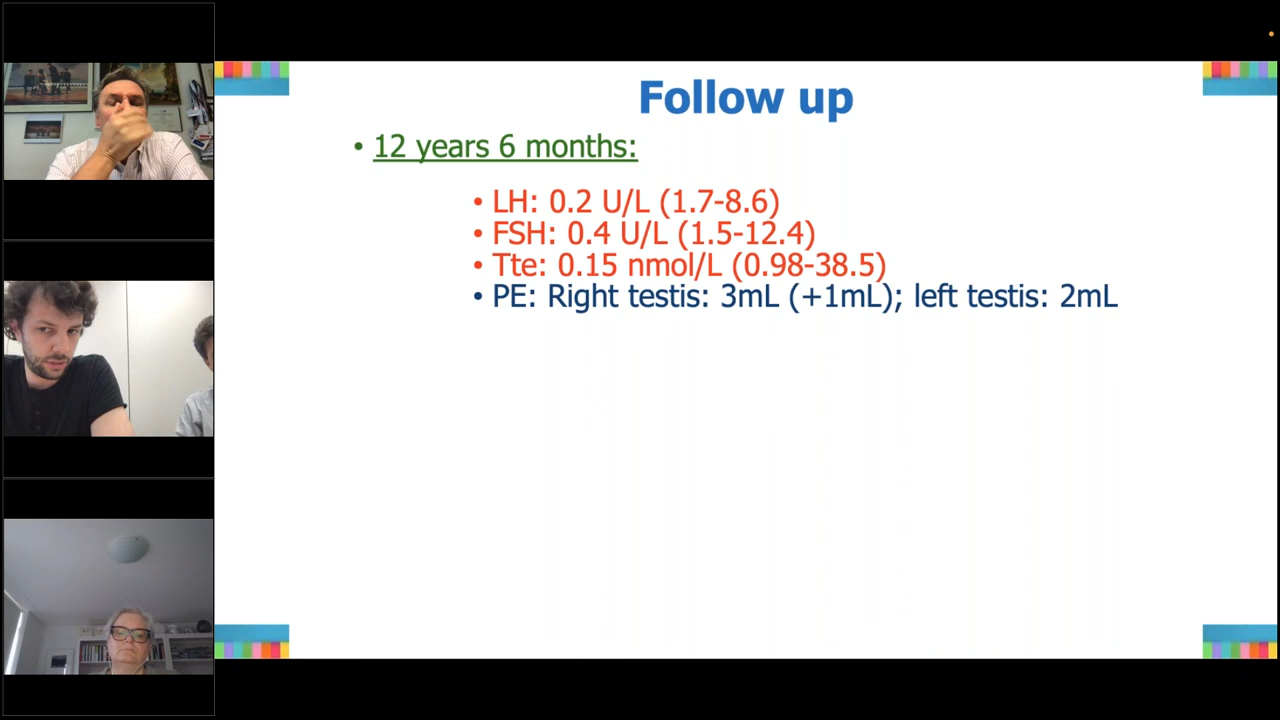 Follow up
• 12 years 6 months:
• LH: 0.2 U/L (1.7-8.6)
• FSH: 0.4 U/L (1.5-12.4)
• Tte: 0.15 nmol/L (0.98-38.5)
• PE: Right testis: 3mL (+1mL); left testis: 2mL